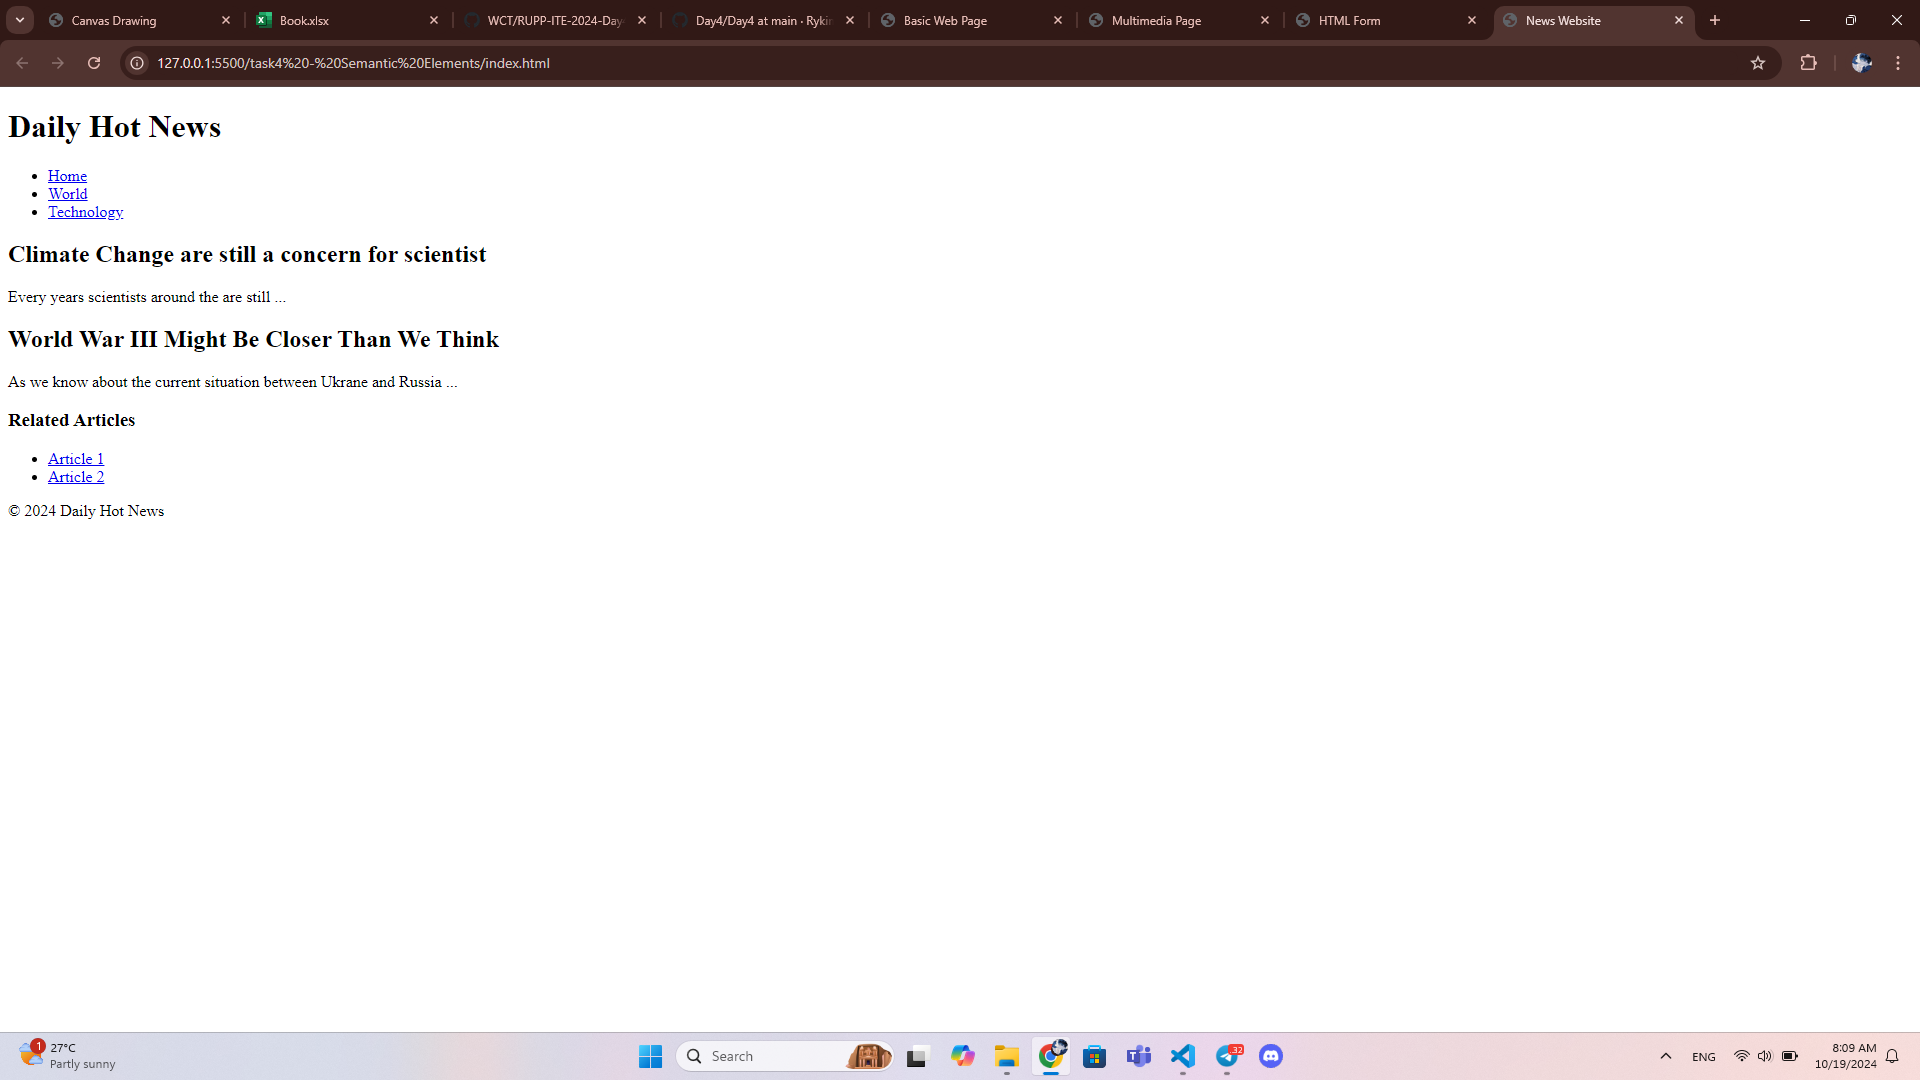 Canvas Drawing
Book.xlsx
WCT/RUPP-ITE-2024-Day
Day4/Day4 at main · Rykin
Basic Web Page
Multimedia Page
HTML Form
News Website
127.0.0.1:5500/task4%20-%20Semantic%20Elements/index.html
Daily Hot News
Home
World
Technology
Climate Change are still a concern for scientist
Every years scientists around the are still ...
World War III Might Be Closer Than We Think
As we know about the current situation between Ukrane and Russia ...
Related Articles
Article 1
Article 2
© 2024 Daily Hot News
1
27°C
Partly sunny
Search
32
ENG
8:09 AM
10/19/2024